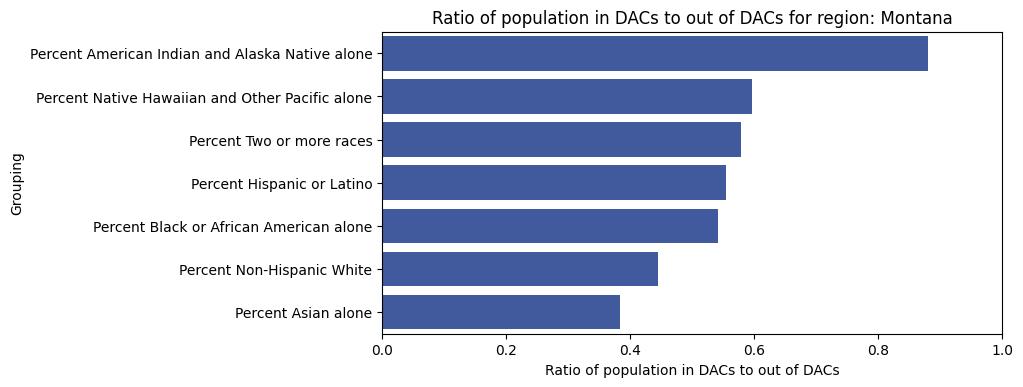 Ratio of population in DACs to out of DACs for region: Montana
Grouping
Percent American Indian and Alaska Native alone
Percent Native Hawaiian and Other Pacific alone
Percent Two or more races
Percent Hispanic or Latino
Percent Black or African American alone
Percent Non-Hispanic White
Percent Asian alone
0.0 0.2 0.4 0.6 0.8 1.0
Ratio of population in DACs to out of DACs